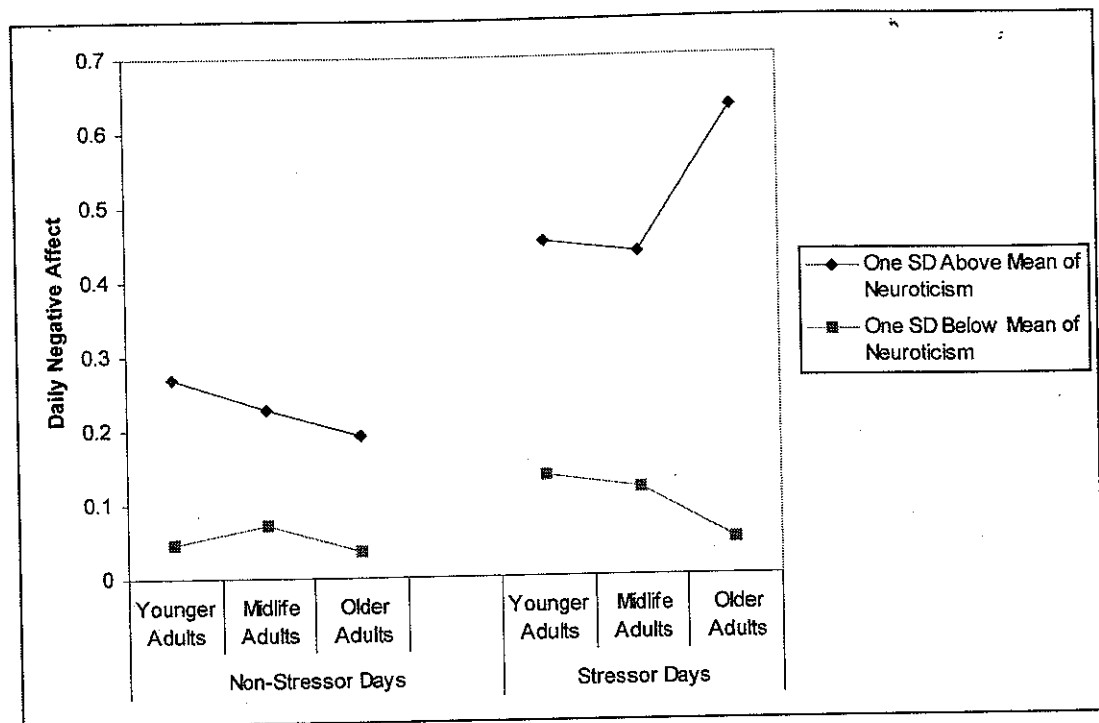 0.7
0.6
0.5
0.4
0.3
0.2
0.1
0
Daily Negative Affect
Younger
Adults
Midlife
Adults
Older
Adults
Non-Stressor Days
Younger
Adults
Midlife
Adults
Older
Adults
Stressor Days
One SD Above Mean of
Neuroticism
One SD Below Mean of
Neuroticism